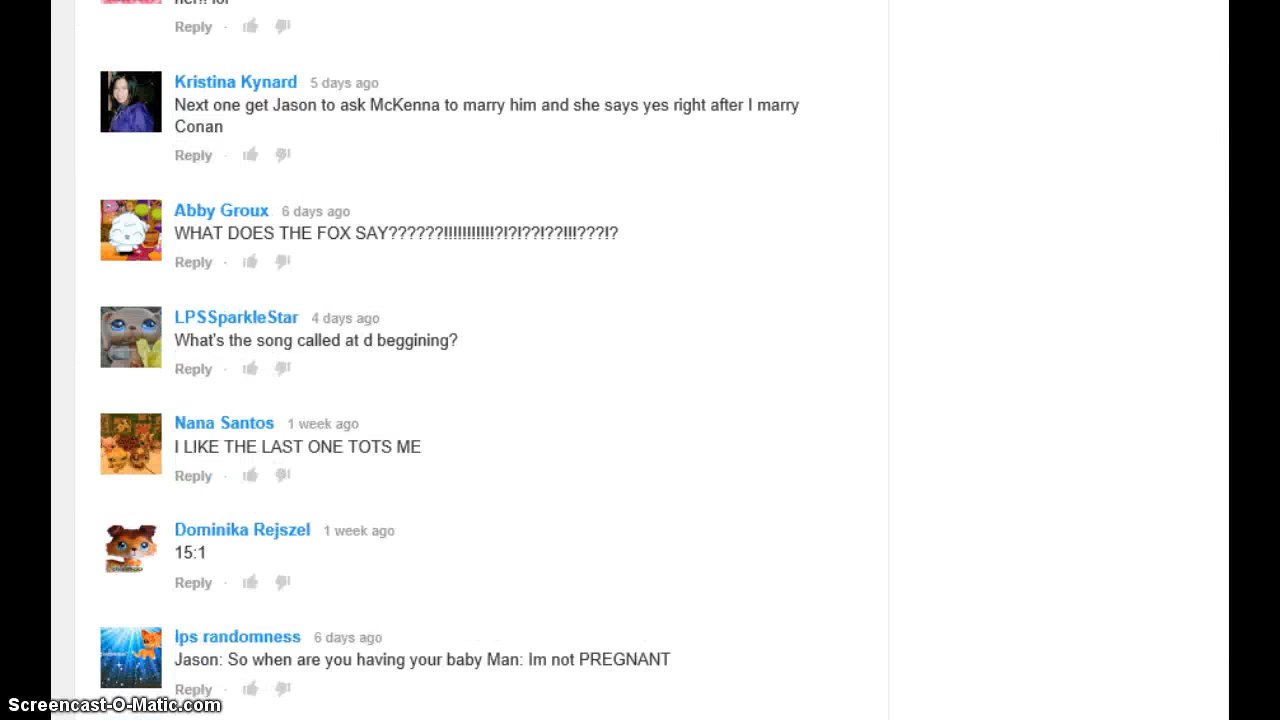 her!! lol
Reply ·
Kristina Kynard 5 days ago
Next one get Jason to ask McKenna to marry him and she says yes right after I marry
Conan
Reply ·
Abby Groux 6 days ago
WHAT DOES THE FOX SAY??????!!!!!!!!!!!?!?!??!??!!!???!?
Reply ·
LPSSparkleStar 4 days ago
What's the song called at d beggining?
Reply ·
Nana Santos 1 week ago
I LIKE THE LAST ONE TOTS ME
Reply ·
Dominika Rejszel 1 week ago
15:1
Reply ·
lps randomness 6 days ago
Jason: So when are you having your baby Man: Im not PREGNANT
Reply ·
Screencast-O-Matic.com